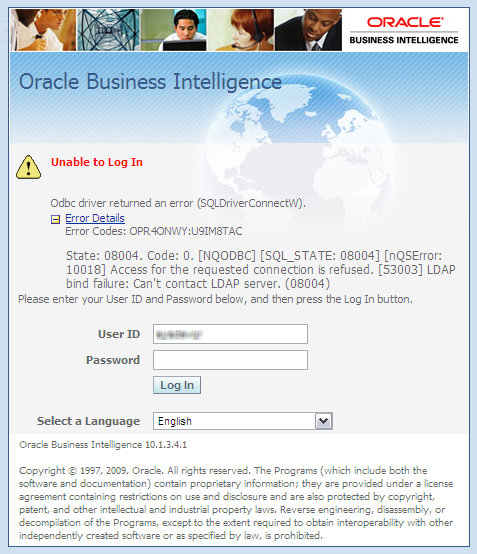 ORACLE®
BUSINESS INTELLIGENCE
Oracle Business Intelligence
Unable to Log In
Odbc driver returned an error (SQLDriverConnectW).
Error Details
Error Codes: OPR4ONWY:U9IM8TAC
State: 08004. Code: 0. [NQODBC] [SQL_STATE: 08004] [nQSError:
10018] Access for the requested connection is refused. [53003] LDAP
bind failure: Can't contact LDAP server. (08004)
Please enter your User ID and Password below, and then press the Log In button.
User ID
Password
Log In
Select a Language English
Oracle Business Intelligence 10.1.3.4.1
Copyright © 1997, 2009, Oracle. All rights reserved. The Programs (which include both the
software and documentation) contain proprietary information; they are provided under a license
agreement containing restrictions on use and disclosure and are also protected by copyright,
patent, and other intellectual and industrial property laws. Reverse engineering, disassembly, or
decompilation of the Programs, except to the extent required to obtain interoperability with other
independently created software or as specified by law, is prohibited.